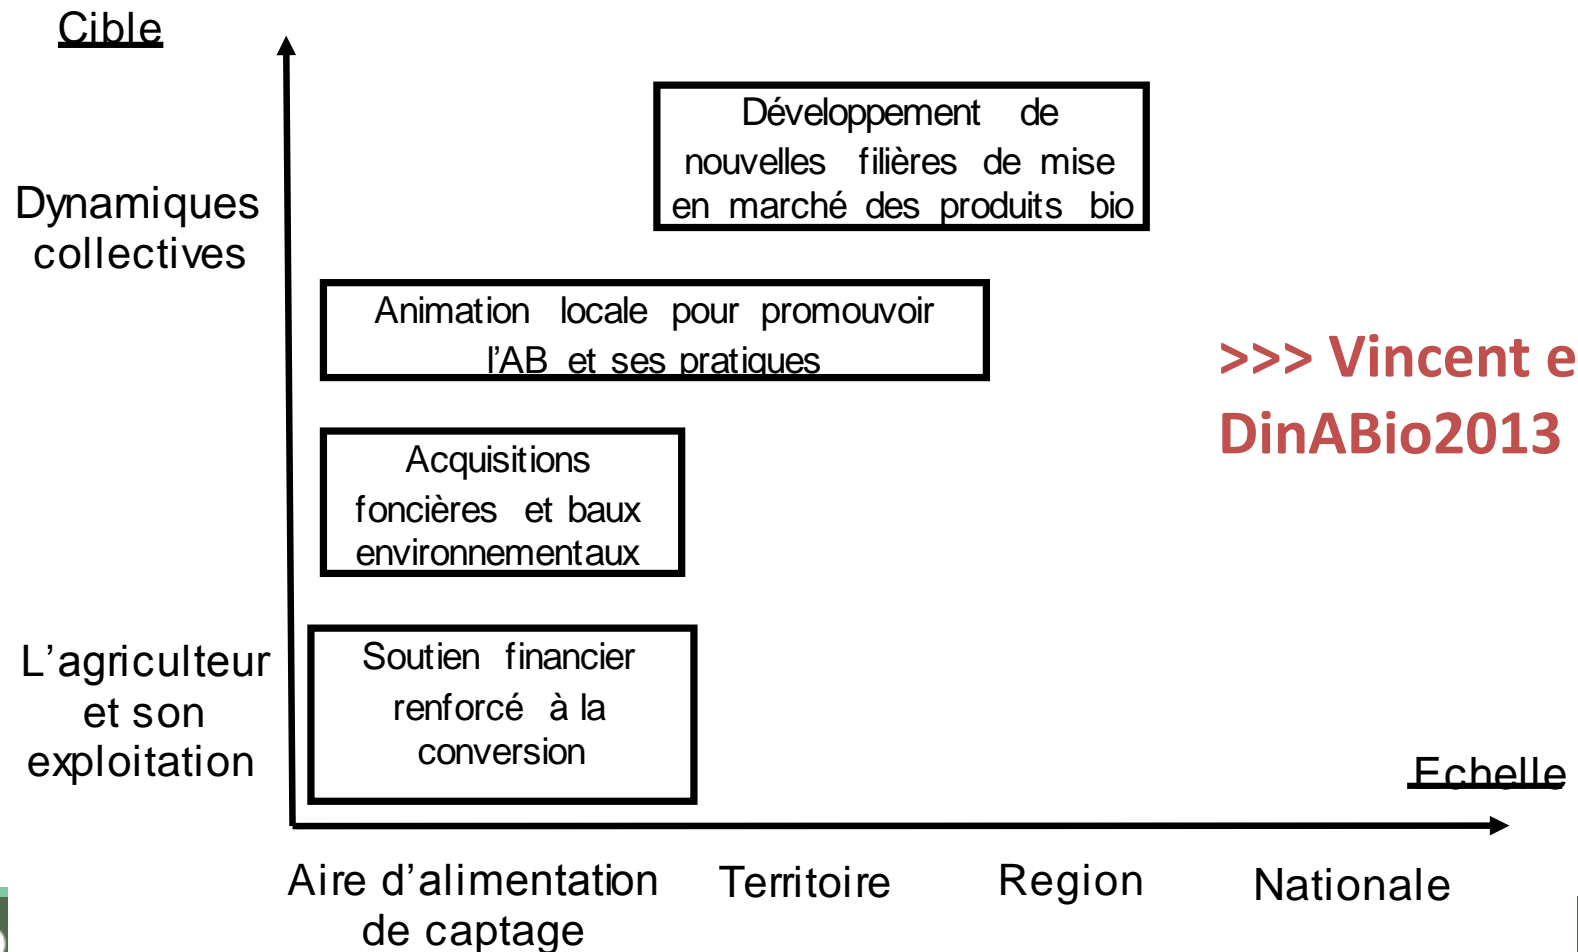 Cible
Développement de
nouvelles filières de mise
en marché des produits bio
Dynamiques
collectives
Animation locale pour promouvoir
l'AB et ses pratiques
>>> Vincent e
DinABio2013
Acquisitions
foncières et baux
environnementaux
L'agriculteur
et son
exploitation
Soutien financier
renforcé à la
conversion
Echelle
Aire d'alimentation
de captage
Territoire
Region
Nationale